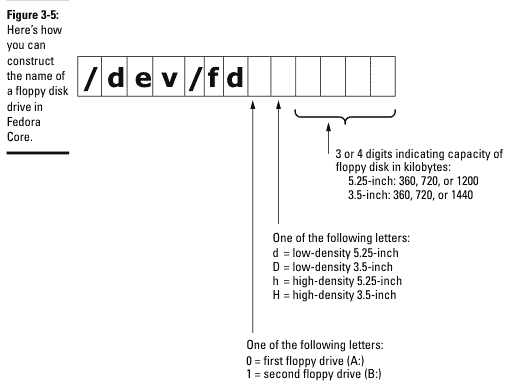 Figure 3-5:
Here's how
you can
construct
the name of
a floppy disk
drive in
Fedora
Core.
/dev/fd
3 or 4 digits indicating capacity of
floppy disk in kilobytes:
5.25-inch: 360, 720, or 1200
3.5-inch: 360, 720, or 1440
One of the following letters:
d = low-density 5.25-inch
D = low-density 3.5-inch
h = high-density 5.25-inch
H = high-density 3.5-inch
One of the following letters:
0 = first floppy drive (A:)
1 = second floppy drive (B:)